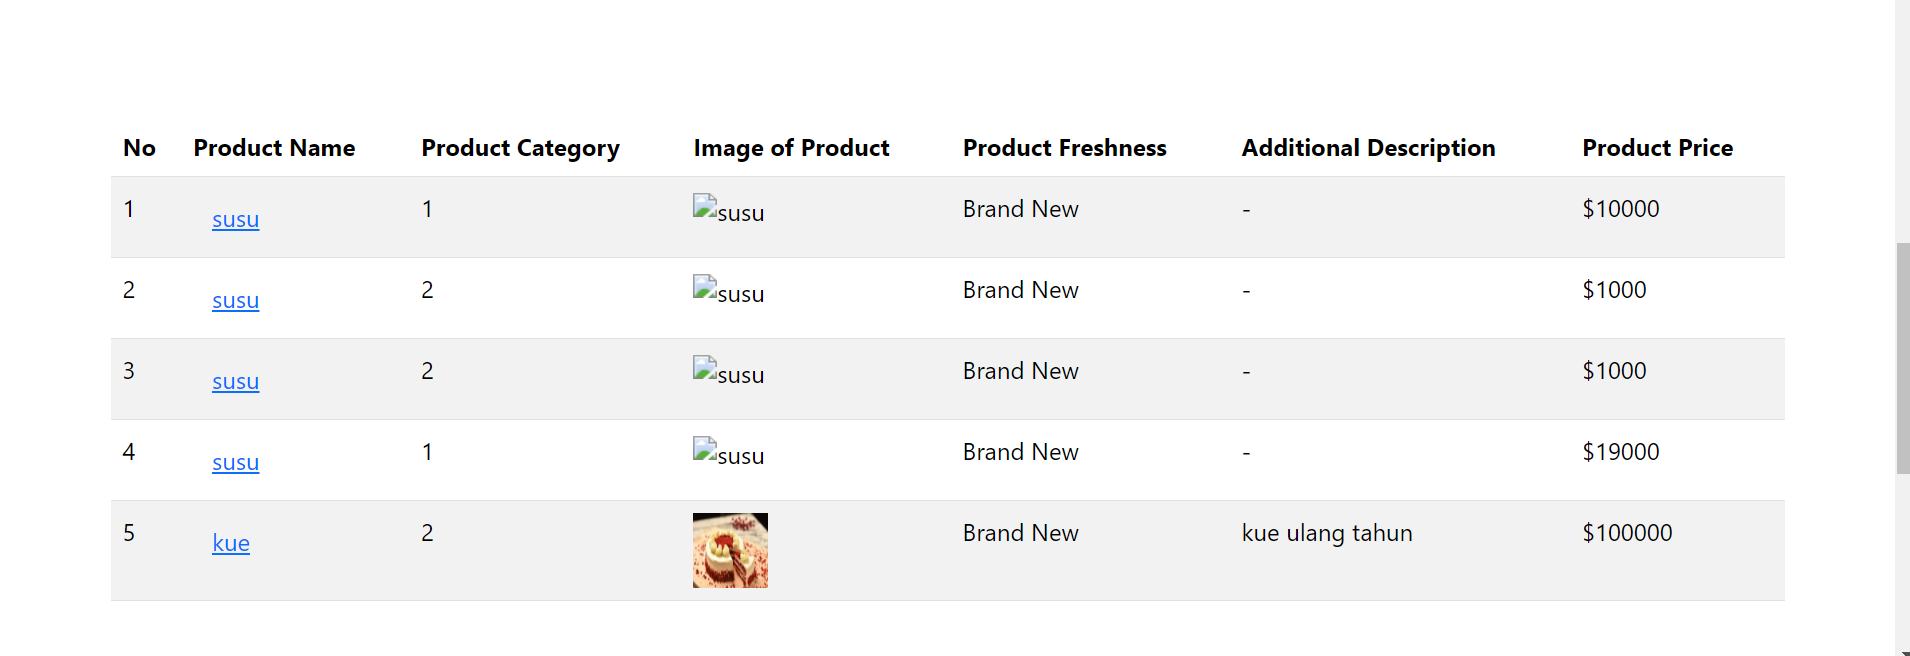 No Product Name Product Category Image of Product Product Freshness Additional Description Product Price
1 susu 1 susu Brand New - $10000
2 susu 2 susu Brand New - $1000
3 susu 2 susu Brand New - $1000
4 susu 1 susu Brand New - $19000
5 kue 2 Brand New kue ulang tahun $100000